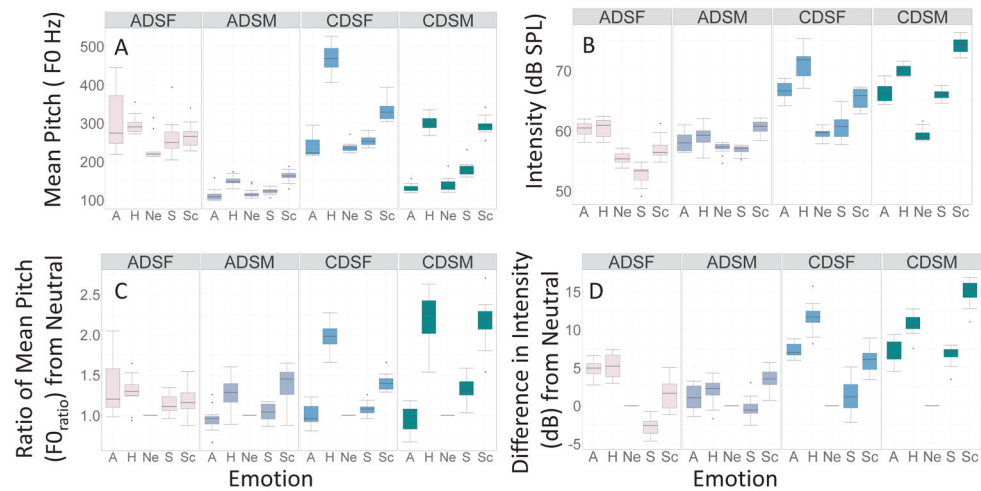 ADSF ADSM CDSF CDSM
A
Mean Pitch ( F0 Hz)
500
400
300
200
100
A H Ne S Sc A H Ne S Sc A H Ne S Sc A H Ne S Sc
ADSF ADSM CDSF CDSM
B
Intensity (dB SPL)
70
60
50
A H Ne S Sc A H Ne S Sc A H Ne S Sc A H Ne S Sc
ADSF ADSM CDSF CDSM
C
Ratio of Mean Pitch
(F0ratio) from Neutral
2.5
2.0
1.5
1.0
A H Ne S Sc A H Ne S Sc A H Ne S Sc A H Ne S Sc
Emotion
ADSF ADSM CDSF CDSM
D
Difference in Intensity
(dB) from Neutral
15
10
5
0
-5
A H Ne S Sc A H Ne S Sc A H Ne S Sc A H Ne S Sc
Emotion